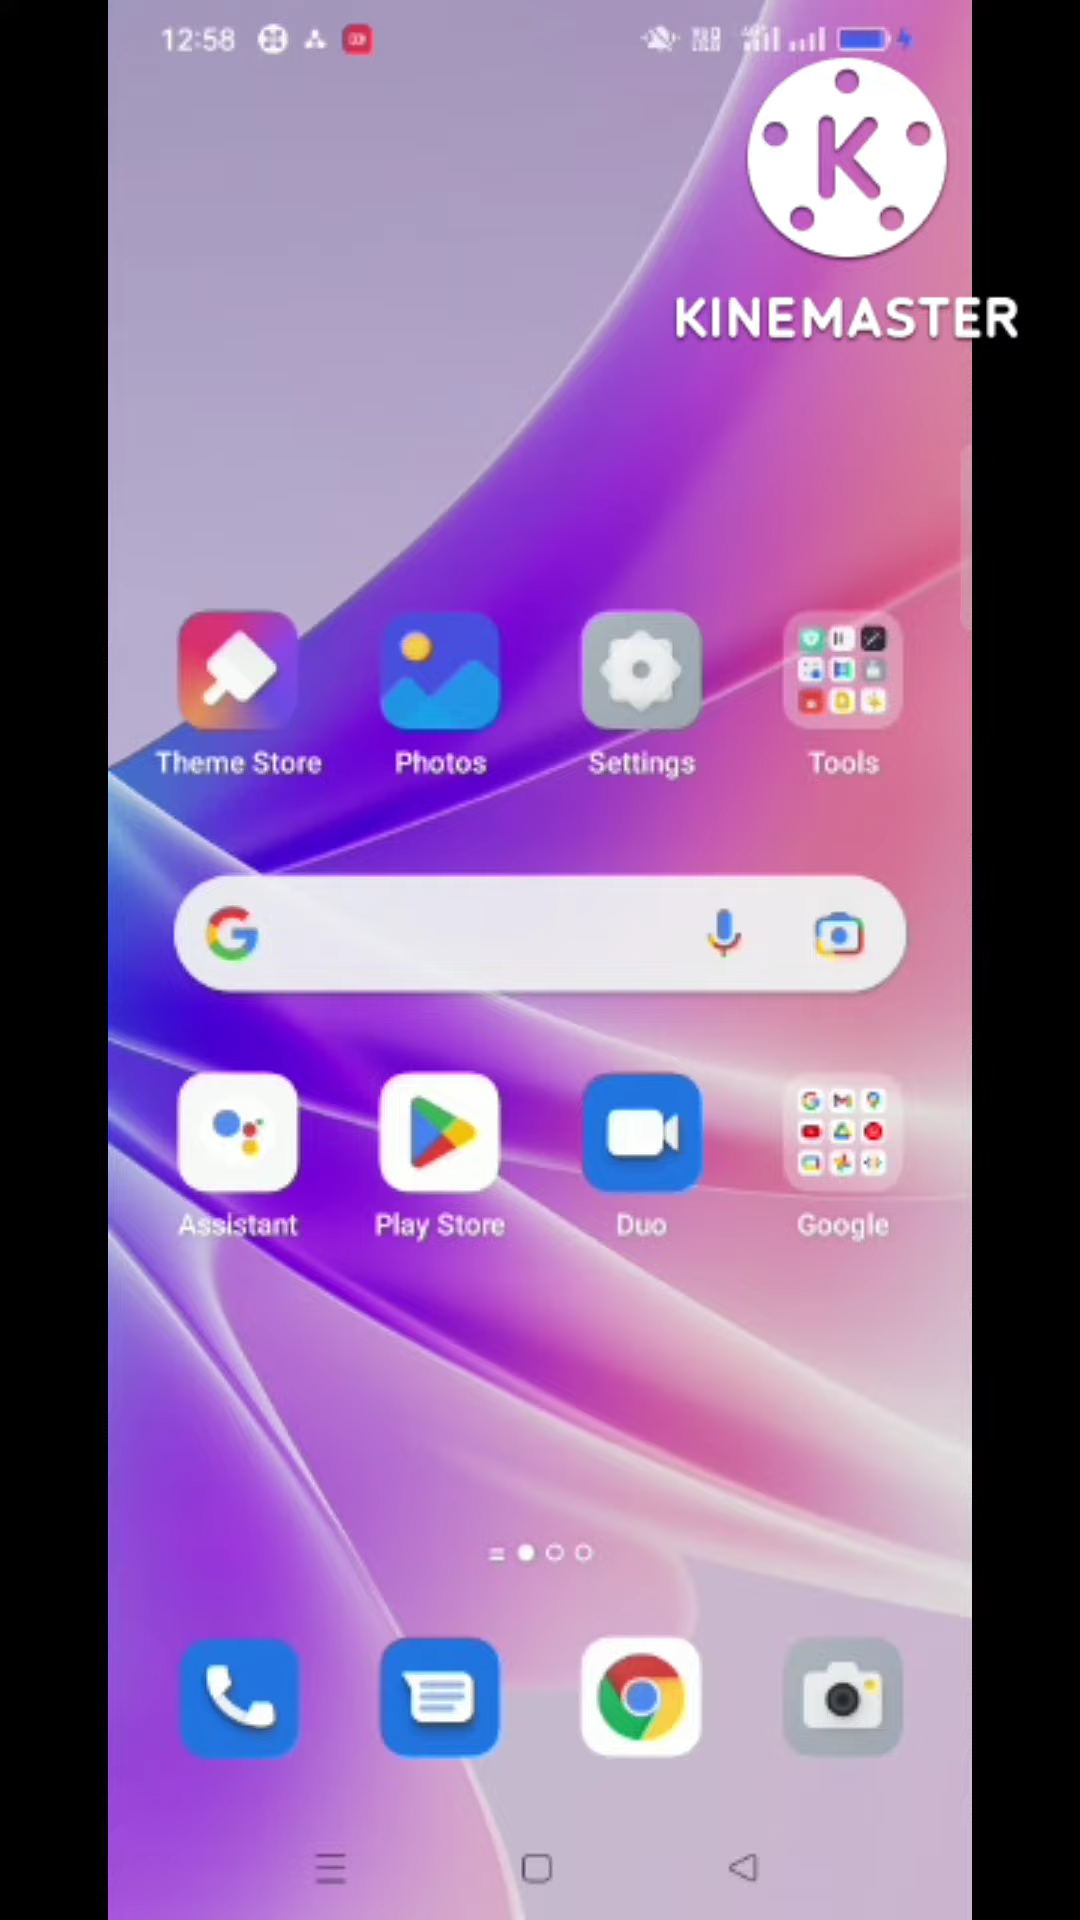 12:58
K
KINEMASTER
Theme Store
Photos
Settings
Tools
Assistant
Play Store
Duo
Google